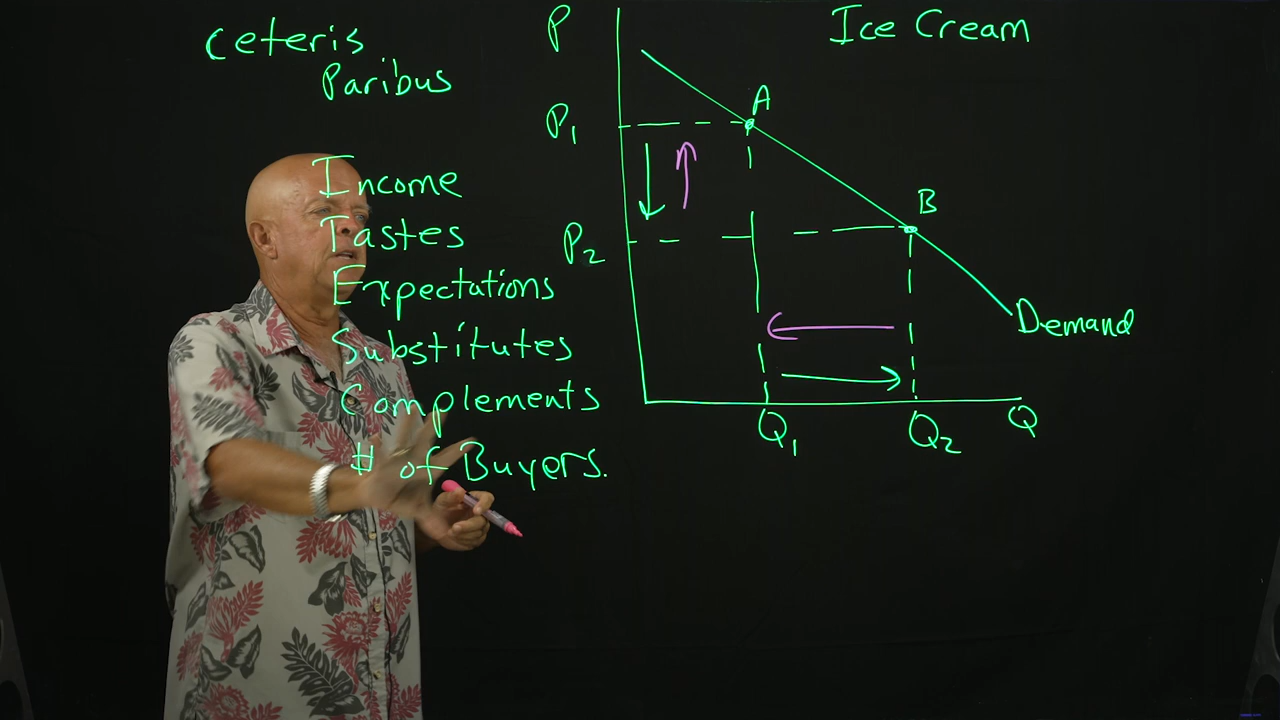 Ceteris
Paribus
Income
Tastes
Expectations
Substitutes
Complements
# of Buyers.
Ice Cream
P
P₁
P₂
A
B
Demand
Q₁
Q₂
Q